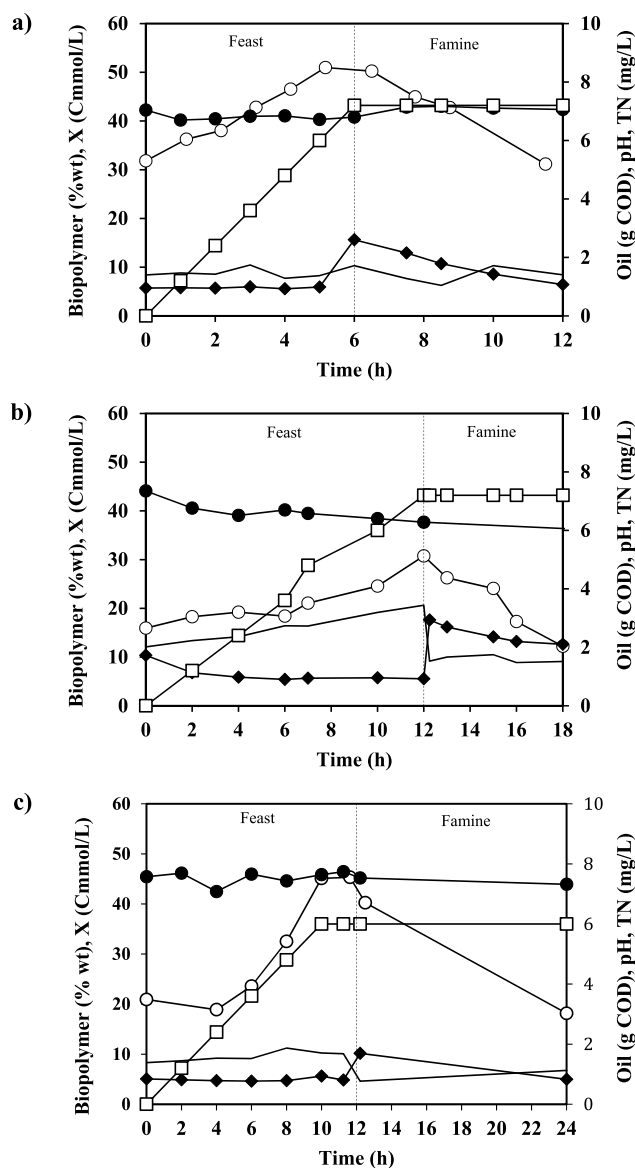 a)
Feast Famine
Biopolymer (%wt), X (Cmmol/L)
60
50
40
30
20
10
0
Oil (g COD), pH, TN (mg/L)
10
8
6
4
2
0
0 2 4 6 8 10 12
Time (h)
b)
Feast Famine
Biopolymer (%wt), X (Cmmol/L)
60
50
40
30
20
10
0
Oil (g COD), pH, TN (mg/L)
10
8
6
4
2
0
0 2 4 6 8 10 12 14 16 18
Time (h)
c)
Feast Famine
Biopolymer (% wt), X (Cmmol/L)
60
50
40
30
20
10
0
Oil (g COD), pH, TN (mg/L)
10
8
6
4
2
0
0 2 4 6 8 10 12 14 16 18 20 22 24
Time (h)